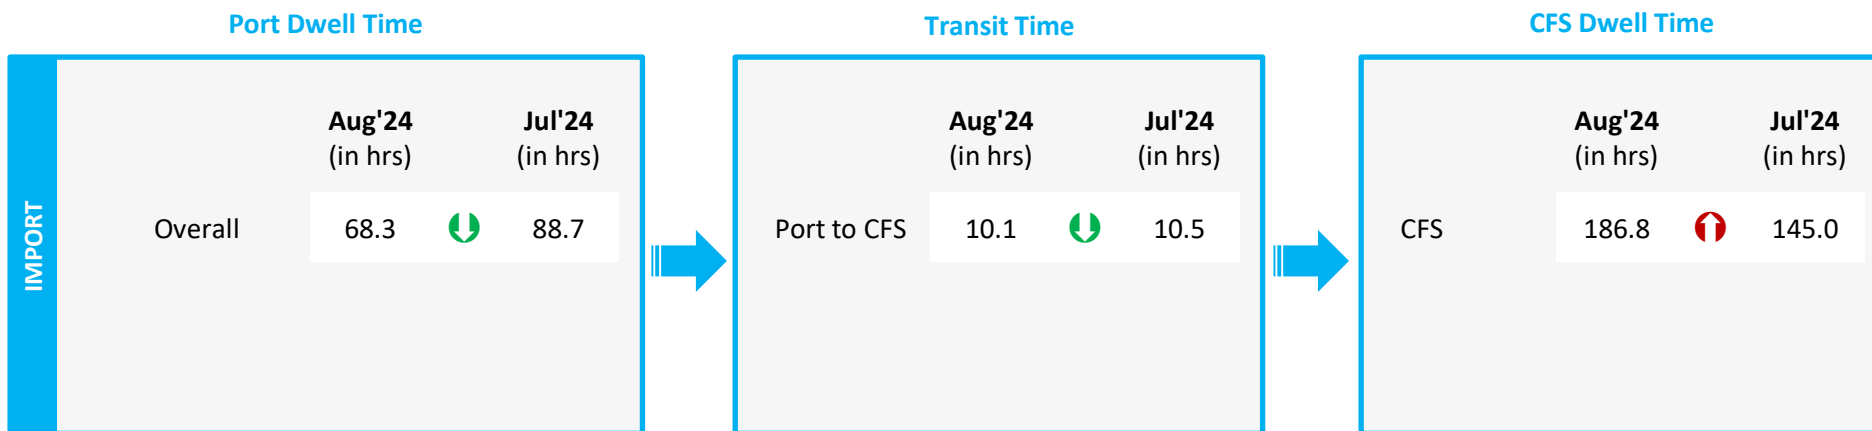 Port Dwell Time
Transit Time
CFS Dwell Time
IMPORT
Aug'24 Jul'24
(in hrs) (in hrs)
Overall 68.3 88.7
Aug'24 Jul'24
(in hrs) (in hrs)
Port to CFS 10.1 10.5
Aug'24 Jul'24
(in hrs) (in hrs)
CFS 186.8 145.0